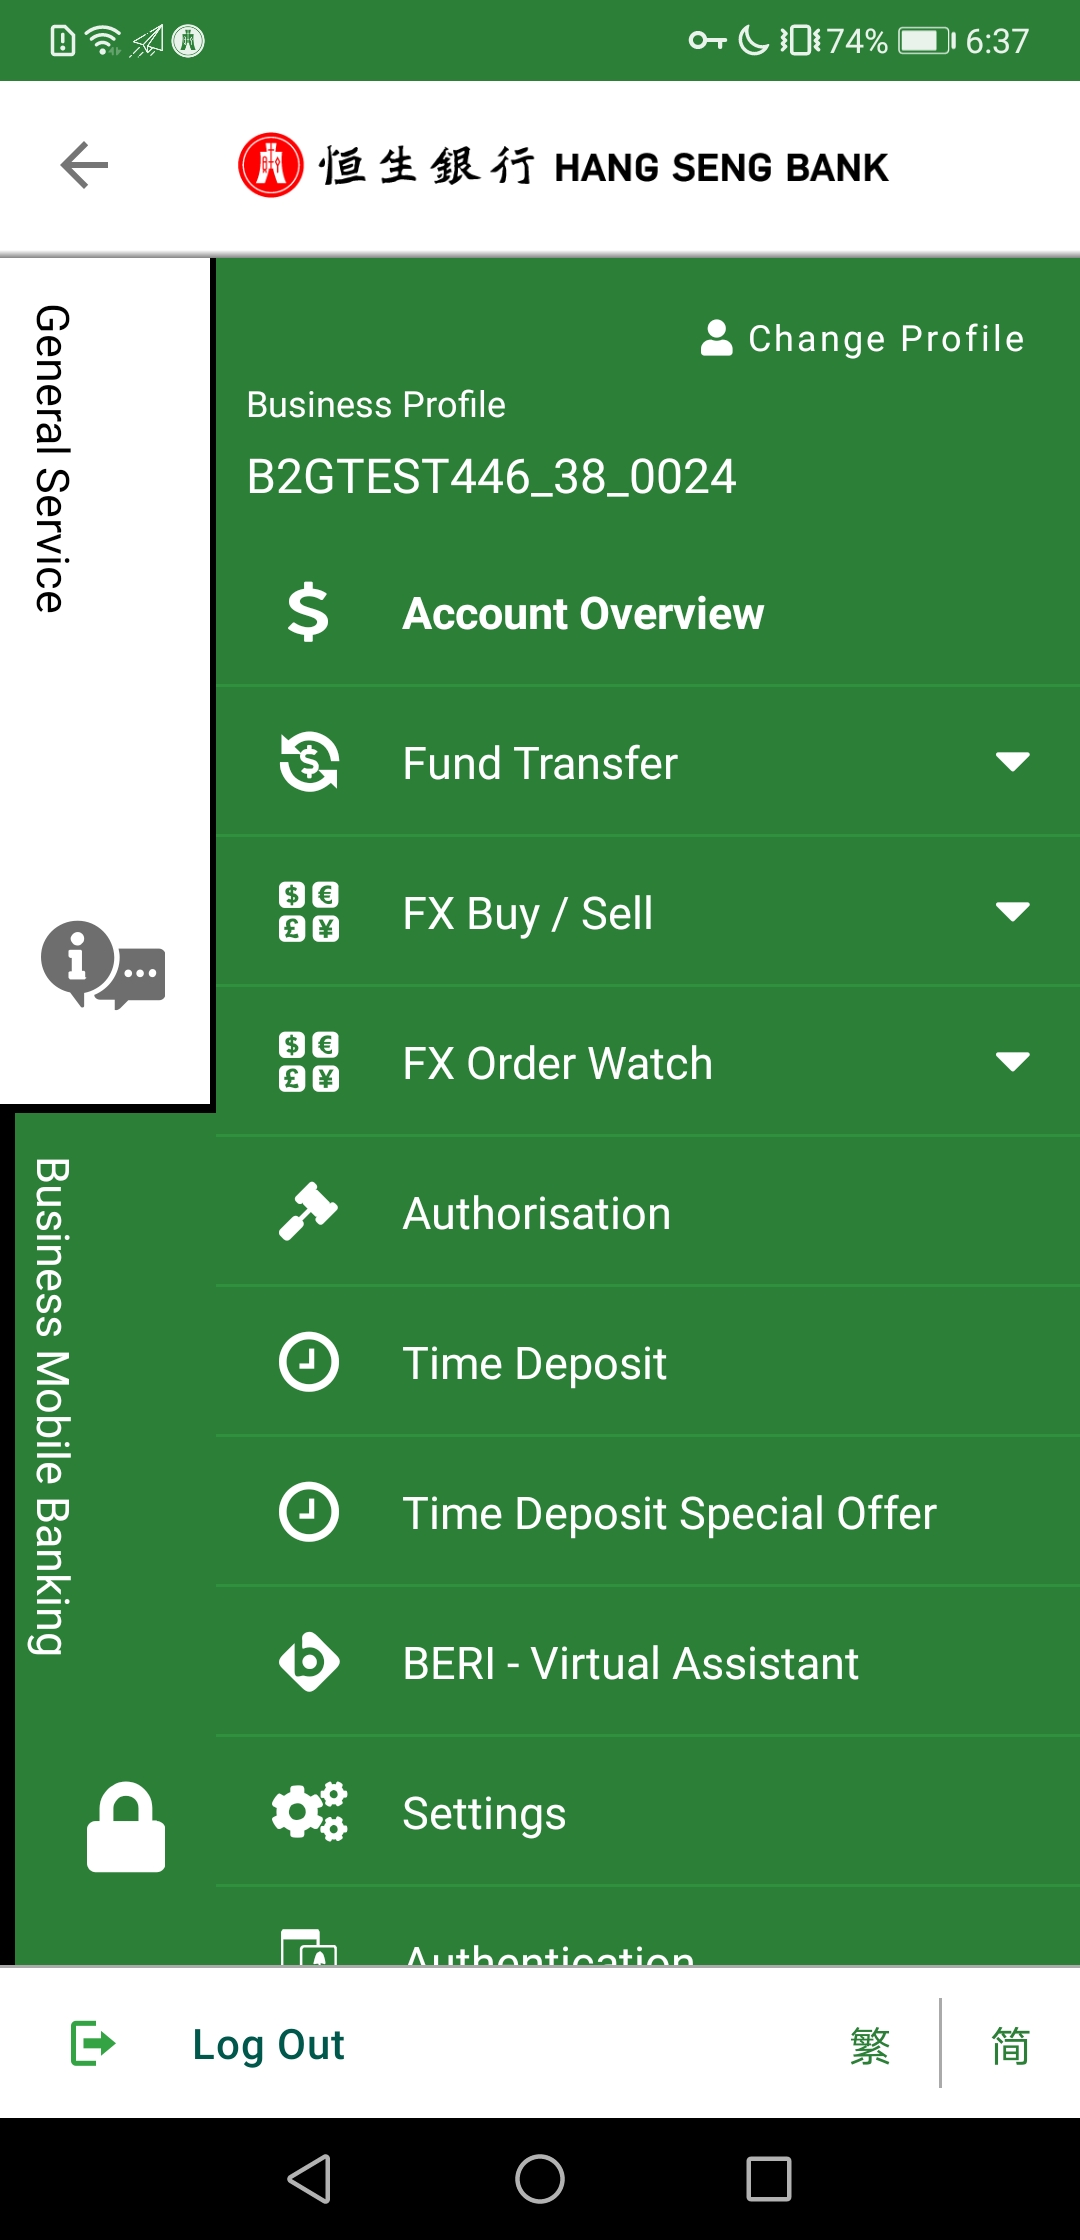 74% 6:37
恒生銀行 HANG SENG BANK
General Service
Change Profile
Business Profile
B2GTEST446_38_0024
Account Overview
Fund Transfer
FX Buy / Sell
FX Order Watch
Authorisation
Time Deposit
Time Deposit Special Offer
BERI - Virtual Assistant
Settings
Authentication
Business Mobile Banking
Log Out
繁 简